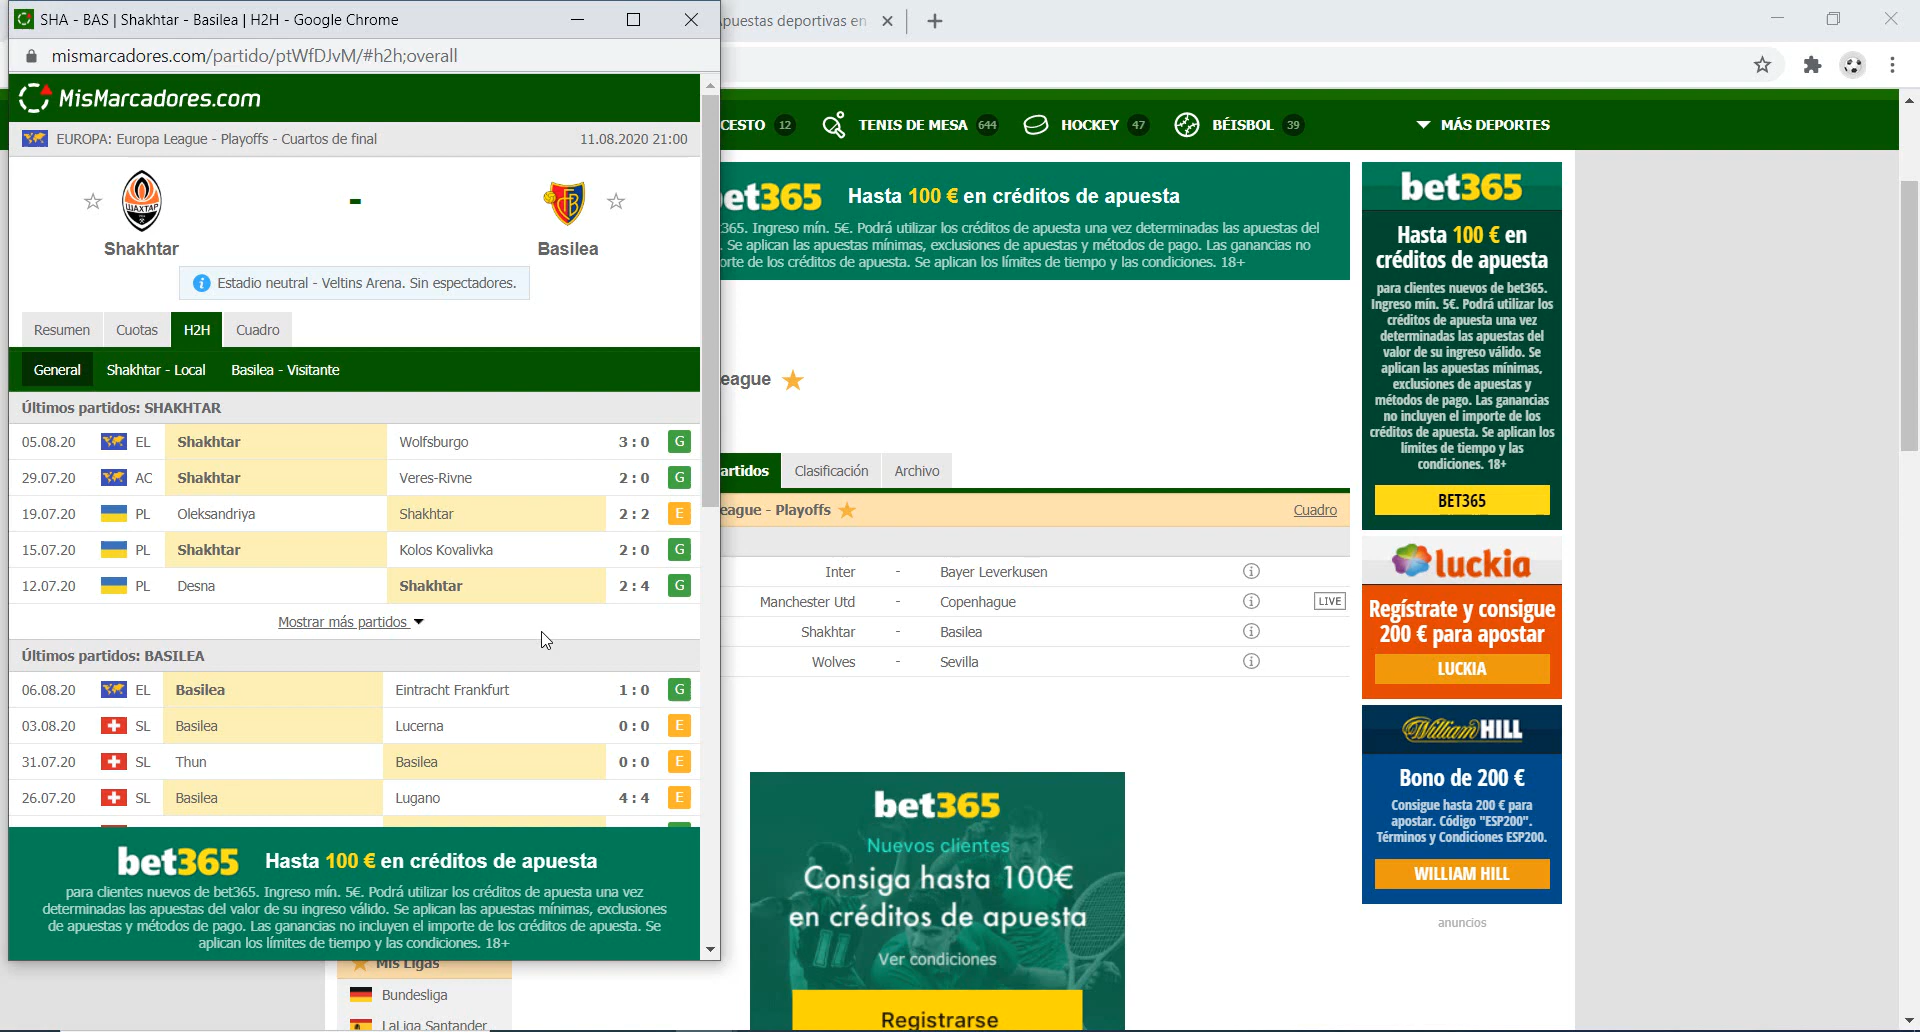 SHA - BAS | Shakhtar - Basilea | H2H - Google Chrome
mismarcadores.com/partido/ptWfDJvM/#h2h;overall
MisMarcadores.com
EUROPA: Europa League - Playoffs - Cuartos de final 11.08.2020 21:00
ШАХТАР
FCB
-
Shakhtar Basilea
Estadio neutral - Veltins Arena. Sin espectadores.
Resumen Cuotas H2H Cuadro
General Shakhtar - Local Basilea - Visitante
Últimos partidos: SHAKHTAR
05.08.20 EL Shakhtar Wolfsburgo 3 : 0 G
29.07.20 AC Shakhtar Veres-Rivne 2 : 0 G
19.07.20 PL Oleksandriya Shakhtar 2 : 2 E
15.07.20 PL Shakhtar Kolos Kovalivka 2 : 0 G
12.07.20 PL Desna Shakhtar 2 : 4 G
Mostrar más partidos
Últimos partidos: BASILEA
06.08.20 EL Basilea Eintracht Frankfurt 1 : 0 G
03.08.20 SL Basilea Lucerna 0 : 0 E
31.07.20 SL Thun Basilea 0 : 0 E
26.07.20 SL Basilea Lugano 4 : 4 E
bet365 Hasta 100 € en créditos de apuesta
para clientes nuevos de bet365. Ingreso mín. 5€. Podrá utilizar los créditos de apuesta una vez
determinadas las apuestas del valor de su ingreso válido. Se aplican las apuestas mínimas, exclusiones
de apuestas y métodos de pago. Las ganancias no incluyen el importe de los créditos de apuesta. Se
aplican los límites de tiempo y las condiciones. 18+
Mis Ligas
Bundesliga
LaLiga Santander
puestas deportivas en
CESTO 12 TENIS DE MESA 644 HOCKEY 47 BÉISBOL 39 MÁS DEPORTES
et365 Hasta 100 € en créditos de apuesta
365. Ingreso mín. 5€. Podrá utilizar los créditos de apuesta una vez determinadas las apuestas del
. Se aplican las apuestas mínimas, exclusiones de apuestas y métodos de pago. Las ganancias no
orte de los créditos de apuesta. Se aplican los límites de tiempo y las condiciones. 18+
eague
artidos Clasificación Archivo
eague - Playoffs Cuadro
Inter - Bayer Leverkusen
Manchester Utd - Copenhague LIVE
Shakhtar - Basilea
Wolves - Sevilla
bet365
Nuevos clientes
Consiga hasta 100€
en créditos de apuesta
Ver condiciones
Registrarse
bet365
Hasta 100 € en
créditos de apuesta
para clientes nuevos de bet365.
Ingreso mín. 5€. Podrá utilizar los
créditos de apuesta una vez
determinadas las apuestas del
valor de su ingreso válido. Se
aplican las apuestas mínimas,
exclusiones de apuestas y
métodos de pago. Las ganancias
no incluyen el importe de los
créditos de apuesta. Se aplican los
límites de tiempo y las
condiciones. 18+
BET365
luckia
Regístrate y consigue
200 € para apostar
LUCKIA
William HILL
Bono de 200 €
Consigue hasta 200 € para
apostar. Código "ESP200".
Términos y Condiciones ESP200.
WILLIAM HILL
anuncios